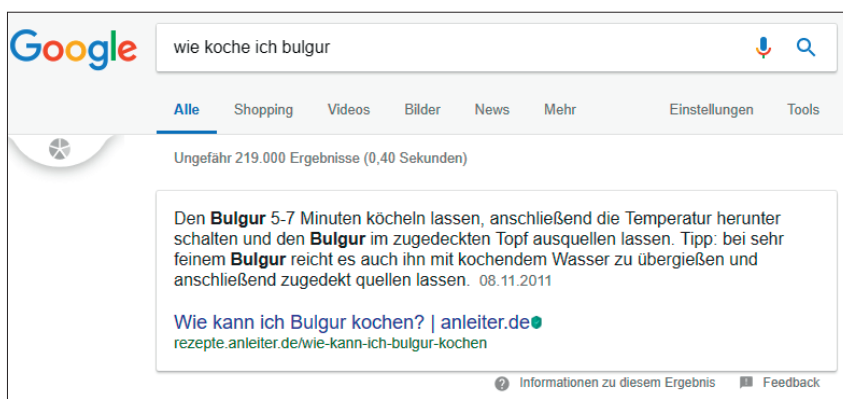 Google wie koche ich bulgur
Alle Shopping Videos Bilder News Mehr Einstellungen Tools
Ungefähr 219.000 Ergebnisse (0,40 Sekunden)
Den Bulgur 5-7 Minuten köcheln lassen, anschließend die Temperatur herunter
schalten und den Bulgur im zugedeckten Topf ausquellen lassen. Tipp: bei sehr
feinem Bulgur reicht es auch ihn mit kochendem Wasser zu übergießen und
anschließend zugedekt quellen lassen. 08.11.2011
Wie kann ich Bulgur kochen? | anleiter.de
rezepte.anleiter.de/wie-kann-ich-bulgur-kochen
Informationen zu diesem Ergebnis Feedback